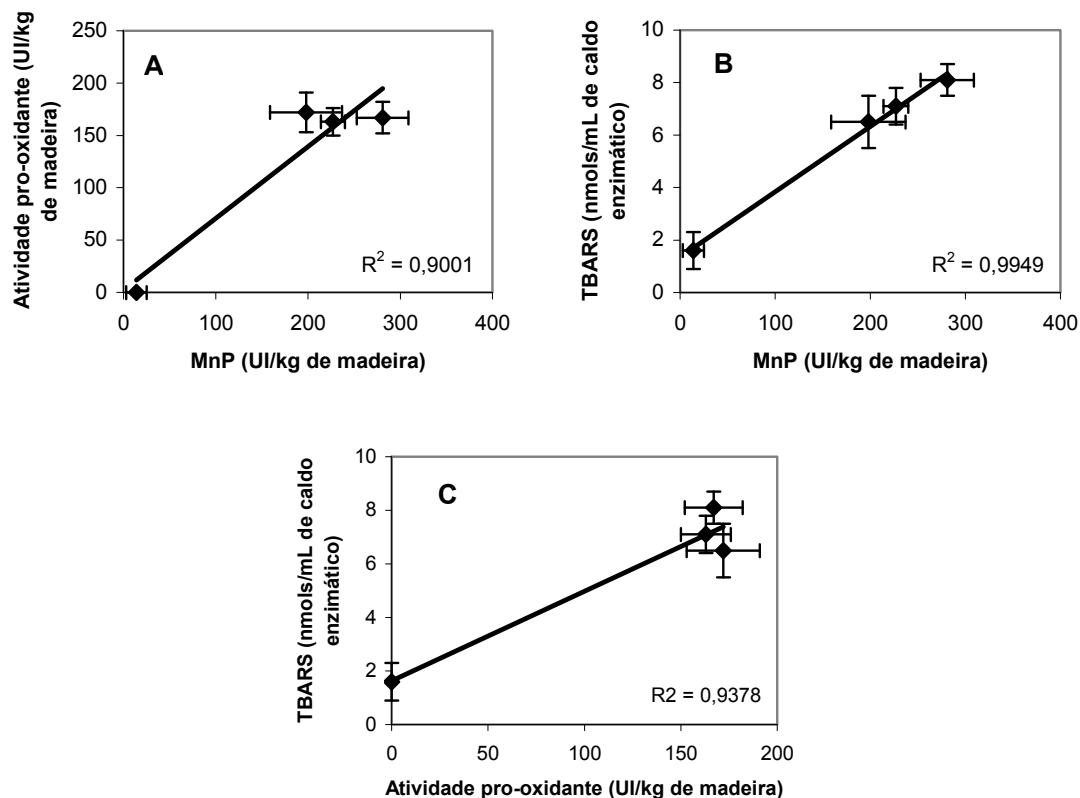 A
Atividade pro-oxidante (UI/kg
de madeira)
250
200
150
100
50
0
R² = 0,9001
0 100 200 300 400
MnP (UI/kg de madeira)
B
TBARS (nmols/mL de caldo
enzimático)
10
8
6
4
2
0
R² = 0,9949
0 100 200 300 400
MnP (UI/kg de madeira)
C
TBARS (nmols/mL de caldo
enzimático)
10
8
6
4
2
0
R2 = 0,9378
0 50 100 150 200
Atividade pro-oxidante (UI/kg de madeira)